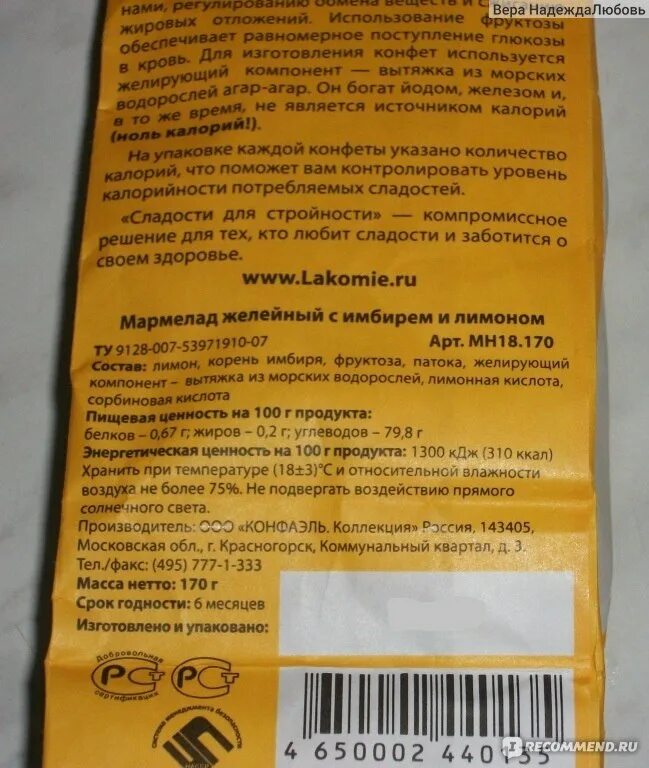 Вера НадеждаЛюбовь
нами, регулированию обмена веществ и
жировых отложений. Использование фруктозы
обеспечивает равномерное поступление глюкозы
в кровь. Для изготовления конфет используется
желирующий компонент — вытяжка из морских
водорослей агар-агар. Он богат йодом, железом и,
в то же время, не является источником калорий
(ноль калорий!).
На упаковке каждой конфеты указано количество
калорий, что поможет вам контролировать уровень
калорийности потребляемых сладостей.
«Сладости для стройности» — компромиссное
решение для тех, кто любит сладости и заботится о
своем здоровье.
www.Lakomie.ru
Мармелад желейный с имбирем и лимоном
ТУ 9128-007-53971910-07 Арт. МН18.170
Состав: лимон, корень имбиря, фруктоза, патока, желирующий
компонент – вытяжка из морских водорослей, лимонная кислота,
сорбиновая кислота
Пищевая ценность на 100 г продукта:
белков – 0,67 г; жиров – 0,2 г; углеводов – 79,8 г
Энергетическая ценность на 100 г продукта: 1300 кДж (310 ккал)
Хранить при температуре (18±3)°С и относительной влажности
воздуха не более 75%. Не подвергать воздействию прямого
солнечного света.
Производитель: ООО «КОНФАЭЛЬ. Коллекция» Россия, 143405,
Московская обл., г. Красногорск, Коммунальный квартал, д. 3.
Тел./факс: (495) 777-1-333
Масса нетто: 170 г
Срок годности: 6 месяцев
Изготовлено и упаковано:
Добровольная
сертификация
система менеджмента безопасности
НАССР
4 650002 440135
IRECOMMEND.RU